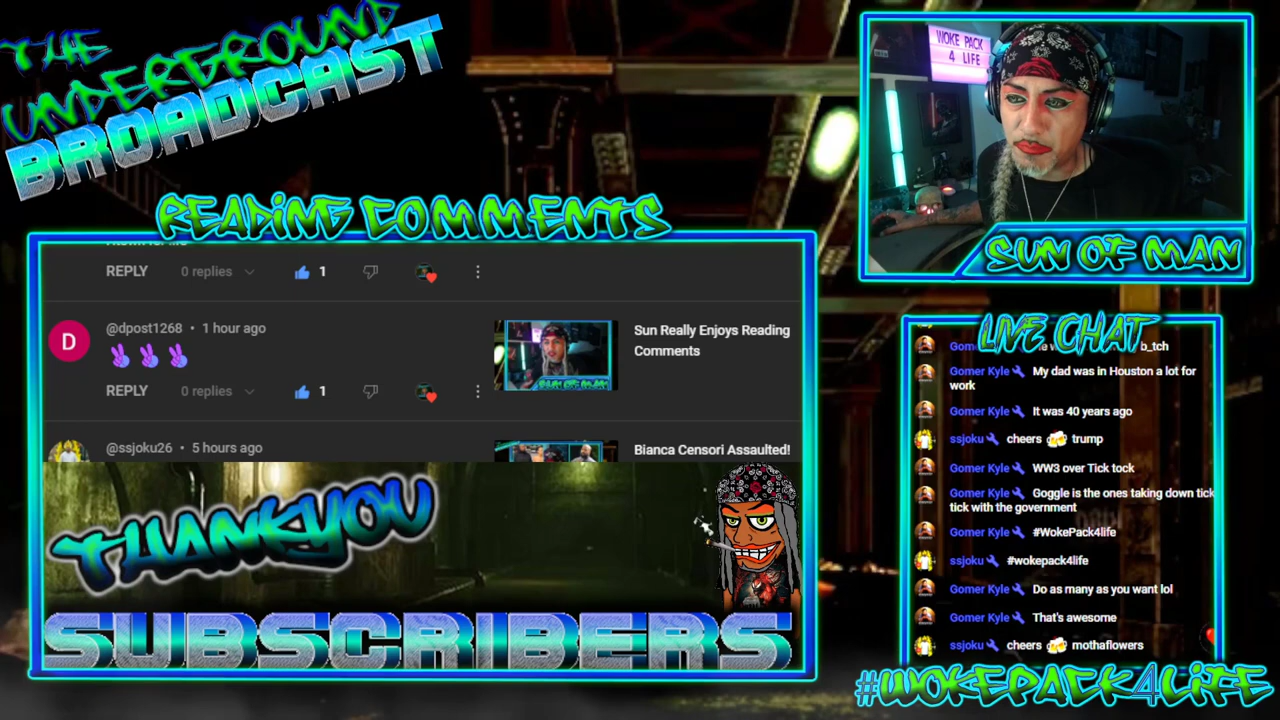 THE
UNDERGROUND
BROADCAST
WOKE PACK
4 LIFE
SUN OF MAN
READING COMMENTS
REPLY 0 replies 1
@dpost1268 • 1 hour ago
D
✌✌✌
Sun Really Enjoys Reading
Comments
SUN OF MAN
REPLY 0 replies 1
@ssjoku26 • 5 hours ago
Bianca Censori Assaulted!
THANKYOU
SUBSCRIBERS
LIVE CHAT
b_tch
Gomer Kyle My dad was in Houston a lot for
work
Gomer Kyle It was 40 years ago
ssjoku cheers 🍻 trump
Gomer Kyle WW3 over Tick tock
Gomer Kyle Goggle is the ones taking down tick
tick with the government
Gomer Kyle #WokePack4life
ssjoku #wokepack4life
Gomer Kyle Do as many as you want lol
Gomer Kyle That's awesome
ssjoku cheers 🍻 mothaflowers
#WOKEPACK4LIFE